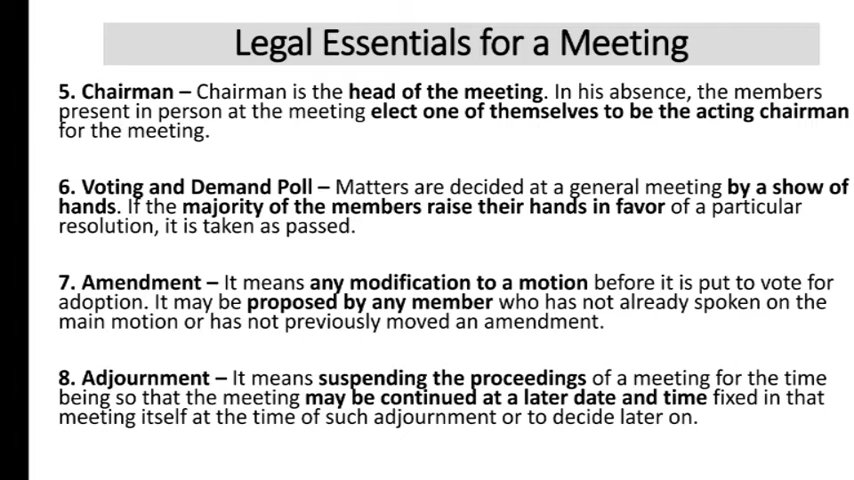 Legal Essentials for a Meeting
5. Chairman – Chairman is the head of the meeting. In his absence, the members
present in person at the meeting elect one of themselves to be the acting chairman
for the meeting.
6. Voting and Demand Poll – Matters are decided at a general meeting by a show of
hands. If the majority of the members raise their hands in favor of a particular
resolution, it is taken as passed.
7. Amendment – It means any modification to a motion before it is put to vote for
adoption. It may be proposed by any member who has not already spoken on the
main motion or has not previously moved an amendment.
8. Adjournment – It means suspending the proceedings of a meeting for the time
being so that the meeting may be continued at a later date and time fixed in that
meeting itself at the time of such adjournment or to decide later on.